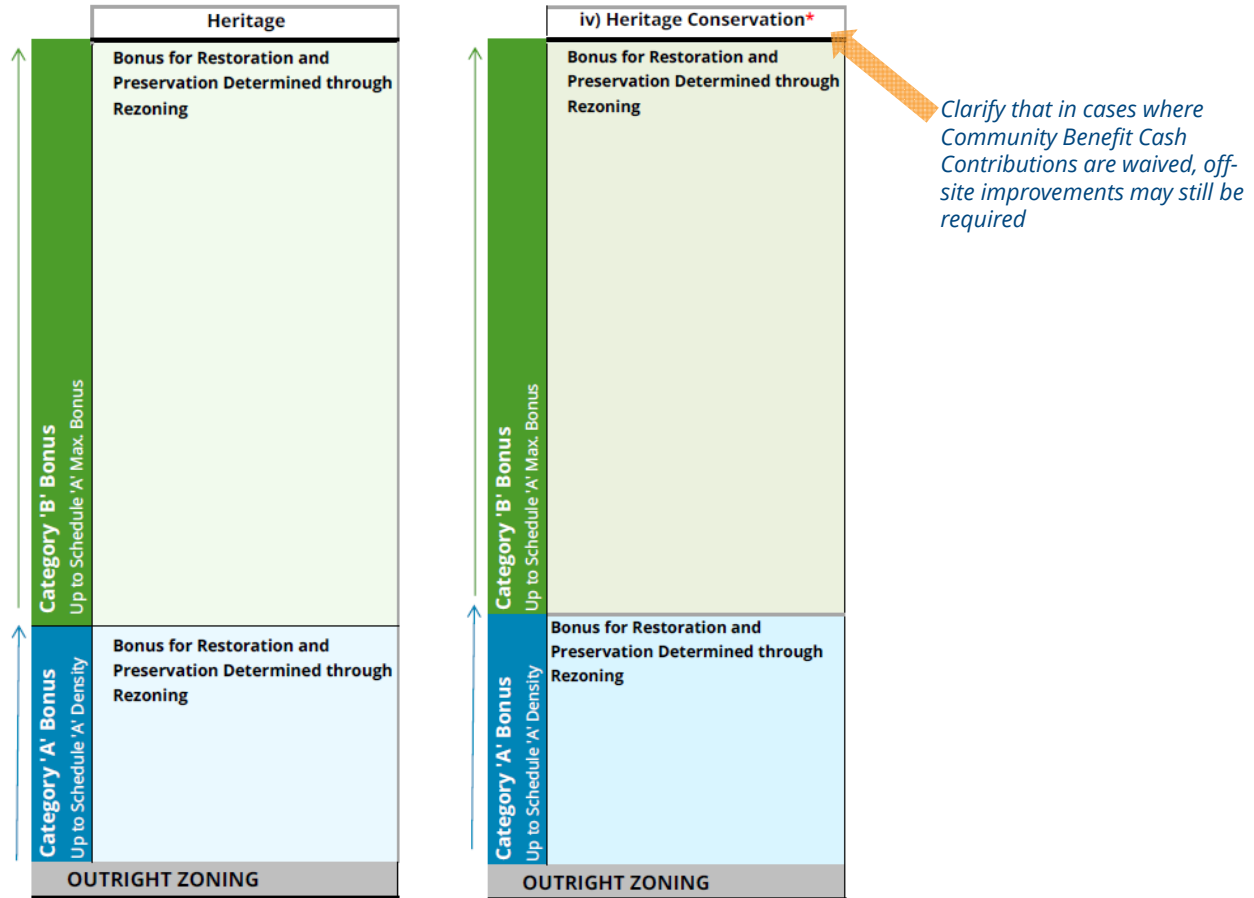 Heritage
Bonus for Restoration and
Preservation Determined through
Rezoning
Category 'B' Bonus
Up to Schedule 'A' Max. Bonus
Bonus for Restoration and
Preservation Determined through
Rezoning
Category 'A' Bonus
Up to Schedule 'A' Density
OUTRIGHT ZONING
iv) Heritage Conservation*
Bonus for Restoration and
Preservation Determined through
Rezoning
Category 'B' Bonus
Up to Schedule 'A' Max. Bonus
Bonus for Restoration and
Preservation Determined through
Rezoning
Category 'A' Bonus
Up to Schedule 'A' Density
OUTRIGHT ZONING
Clarify that in cases where
Community Benefit Cash
Contributions are waived, off-
site improvements may still be
required